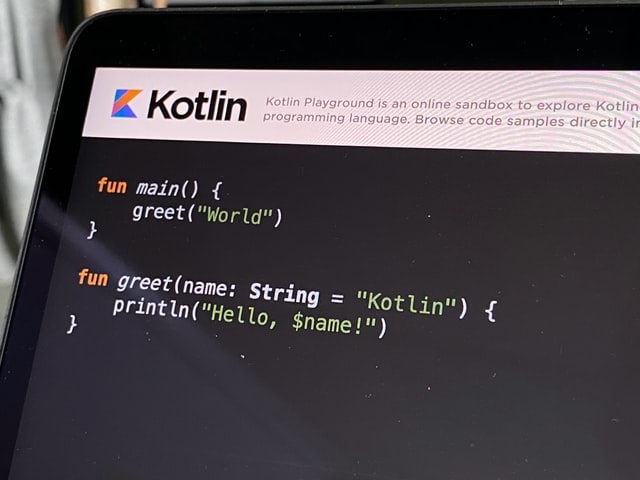 Kotlin
Kotlin Playground is an online sandbox to explore Kotlin
programming language. Browse code samples directly
fun main() {
greet("World")
}
fun greet(name: String = "Kotlin") {
println("Hello, $name!")
}